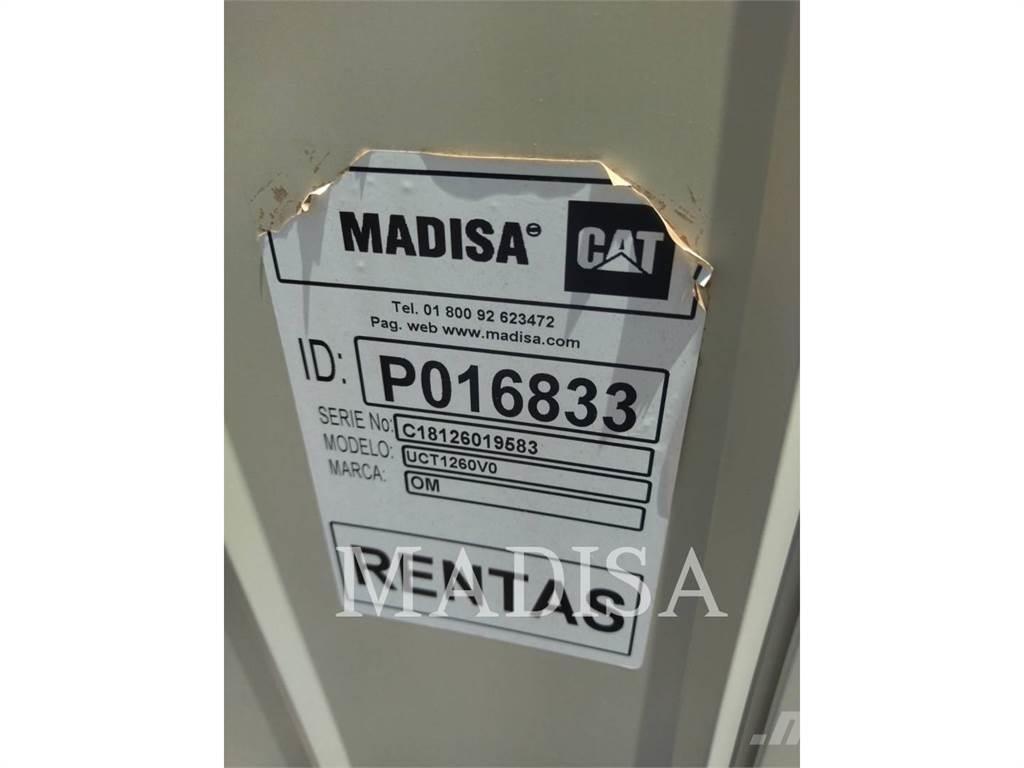 MADISA CAT
Tel. 01 800 92 623472
Pag. web www.madisa.com
ID: P016833
SERIE No: C18126019583
MODELO: UCT1260V0
MARCA: OM
RENTAS
MADISA